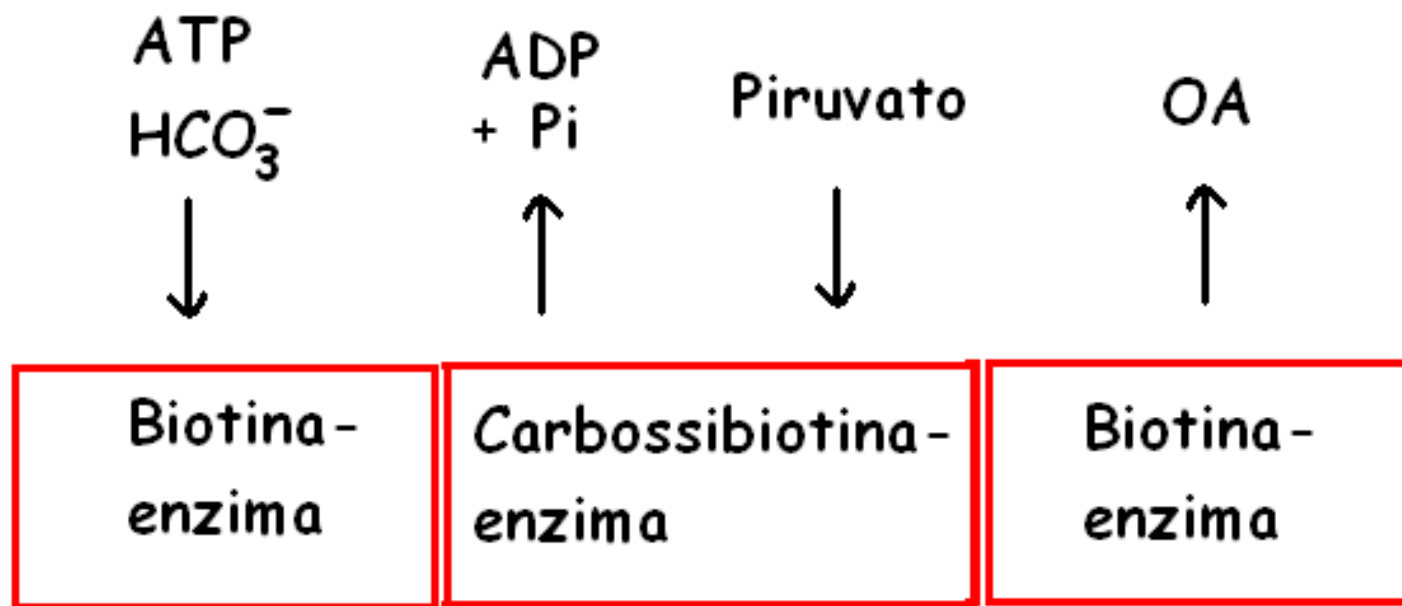 ATP
HCO₃⁻
ADP
+ Pi
Piruvato
OA
Biotina-
enzima
Carbossibiotina-
enzima
Biotina-
enzima